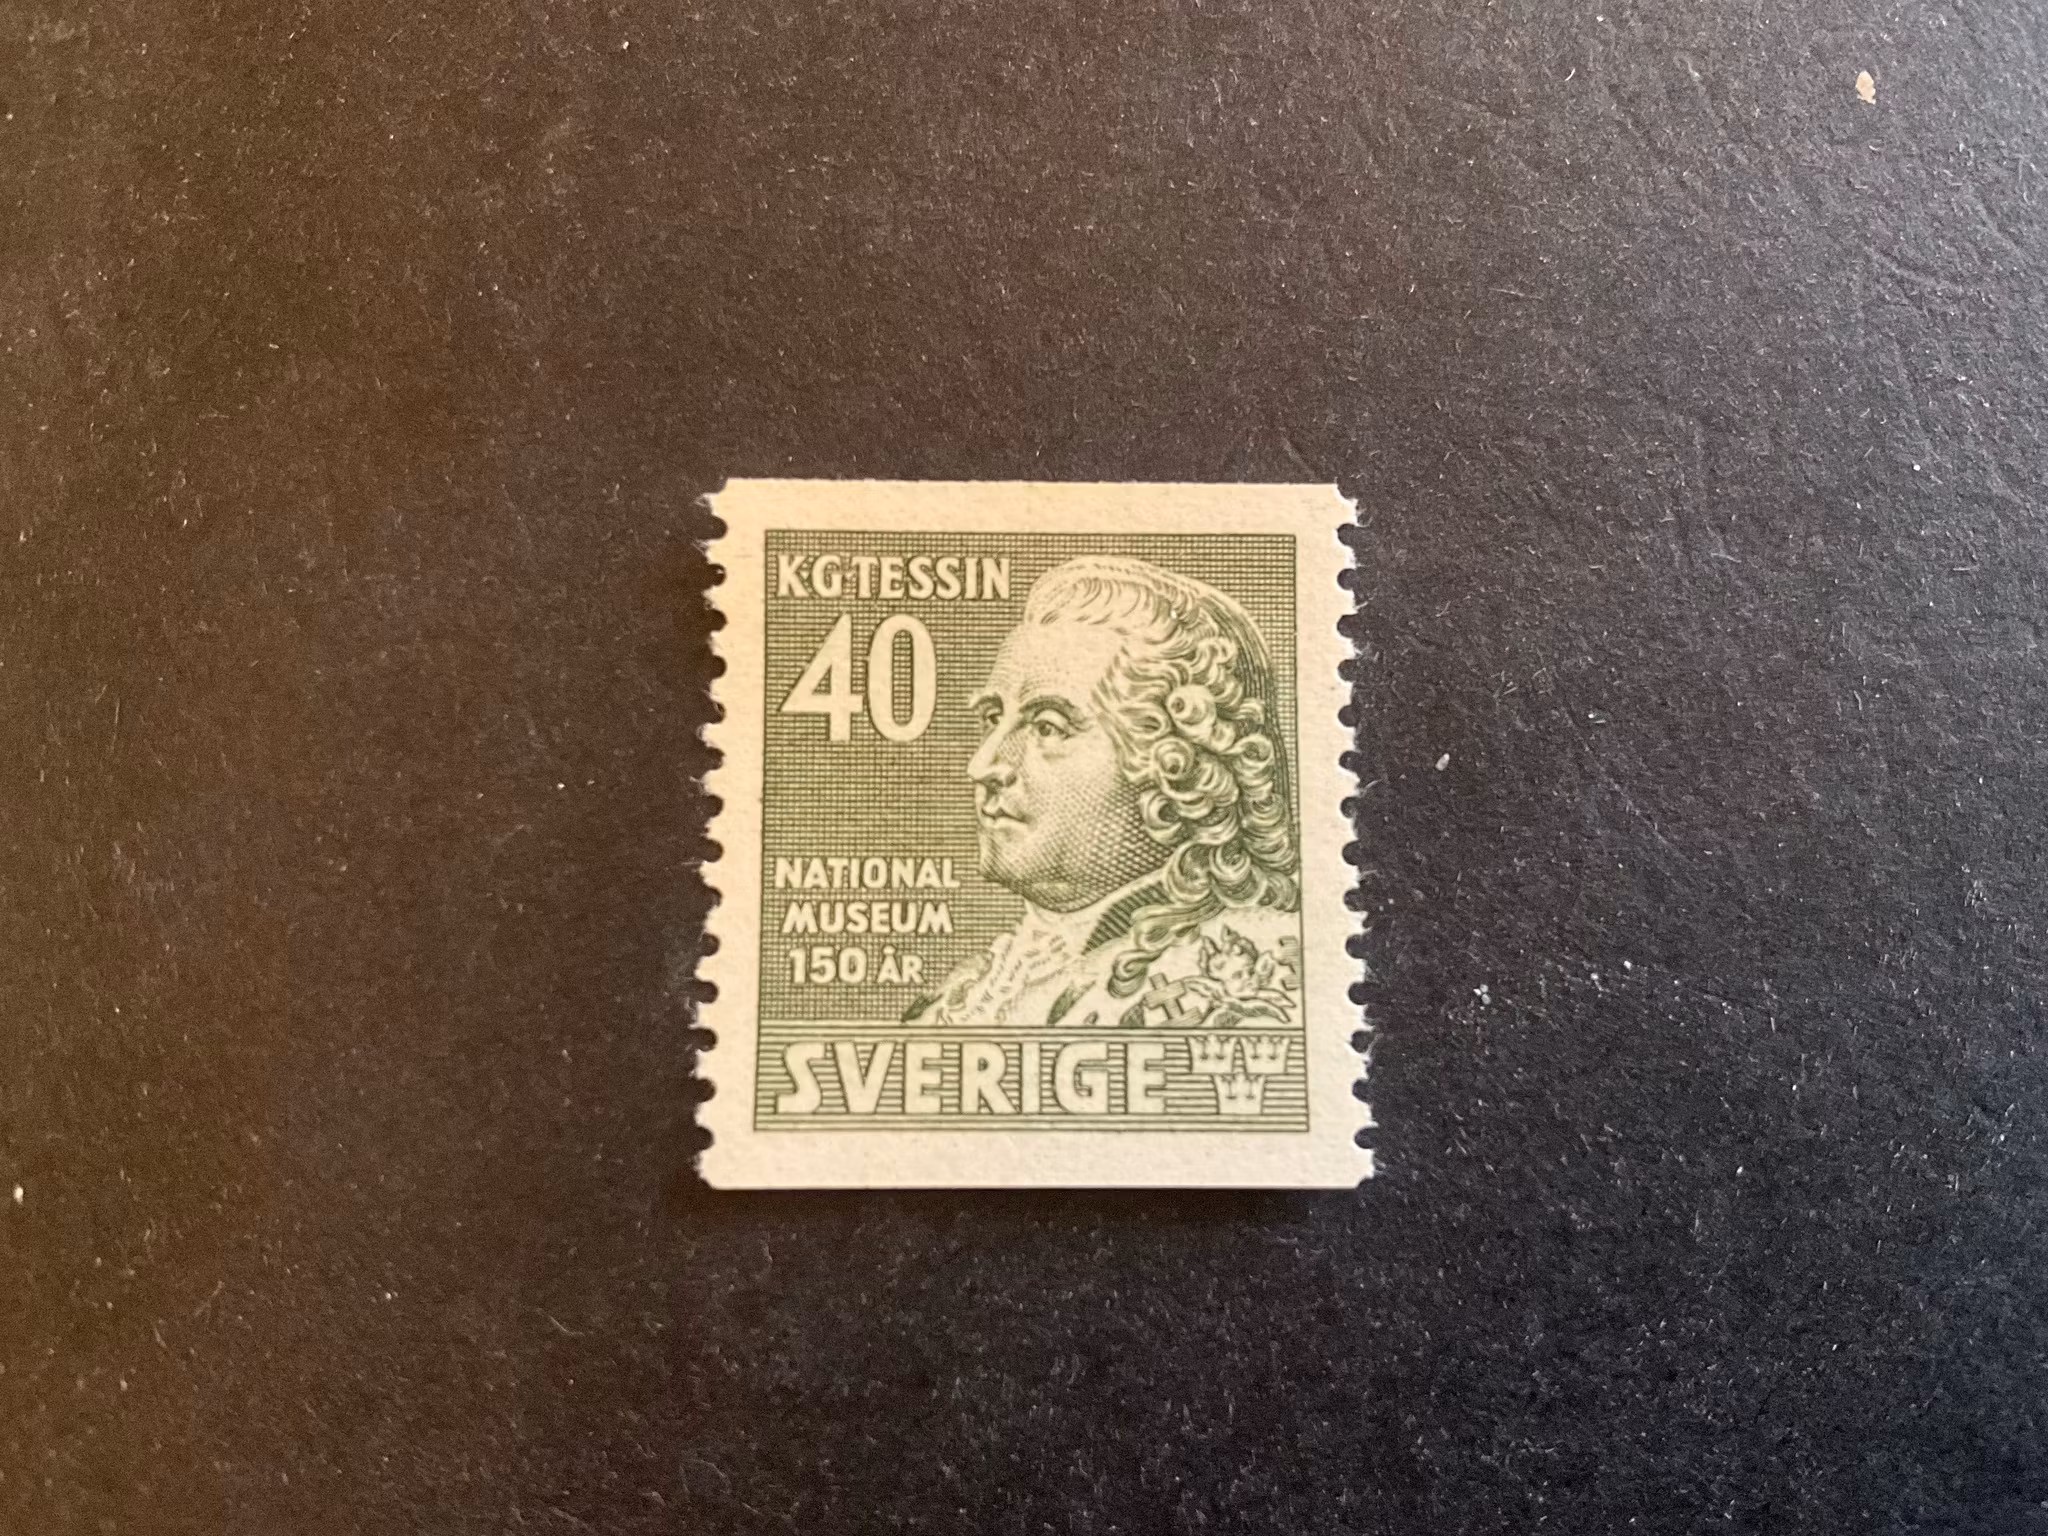 K·G·TESSIN
40
NATIONAL
MUSEUM
150 ÅR
SVERIGE